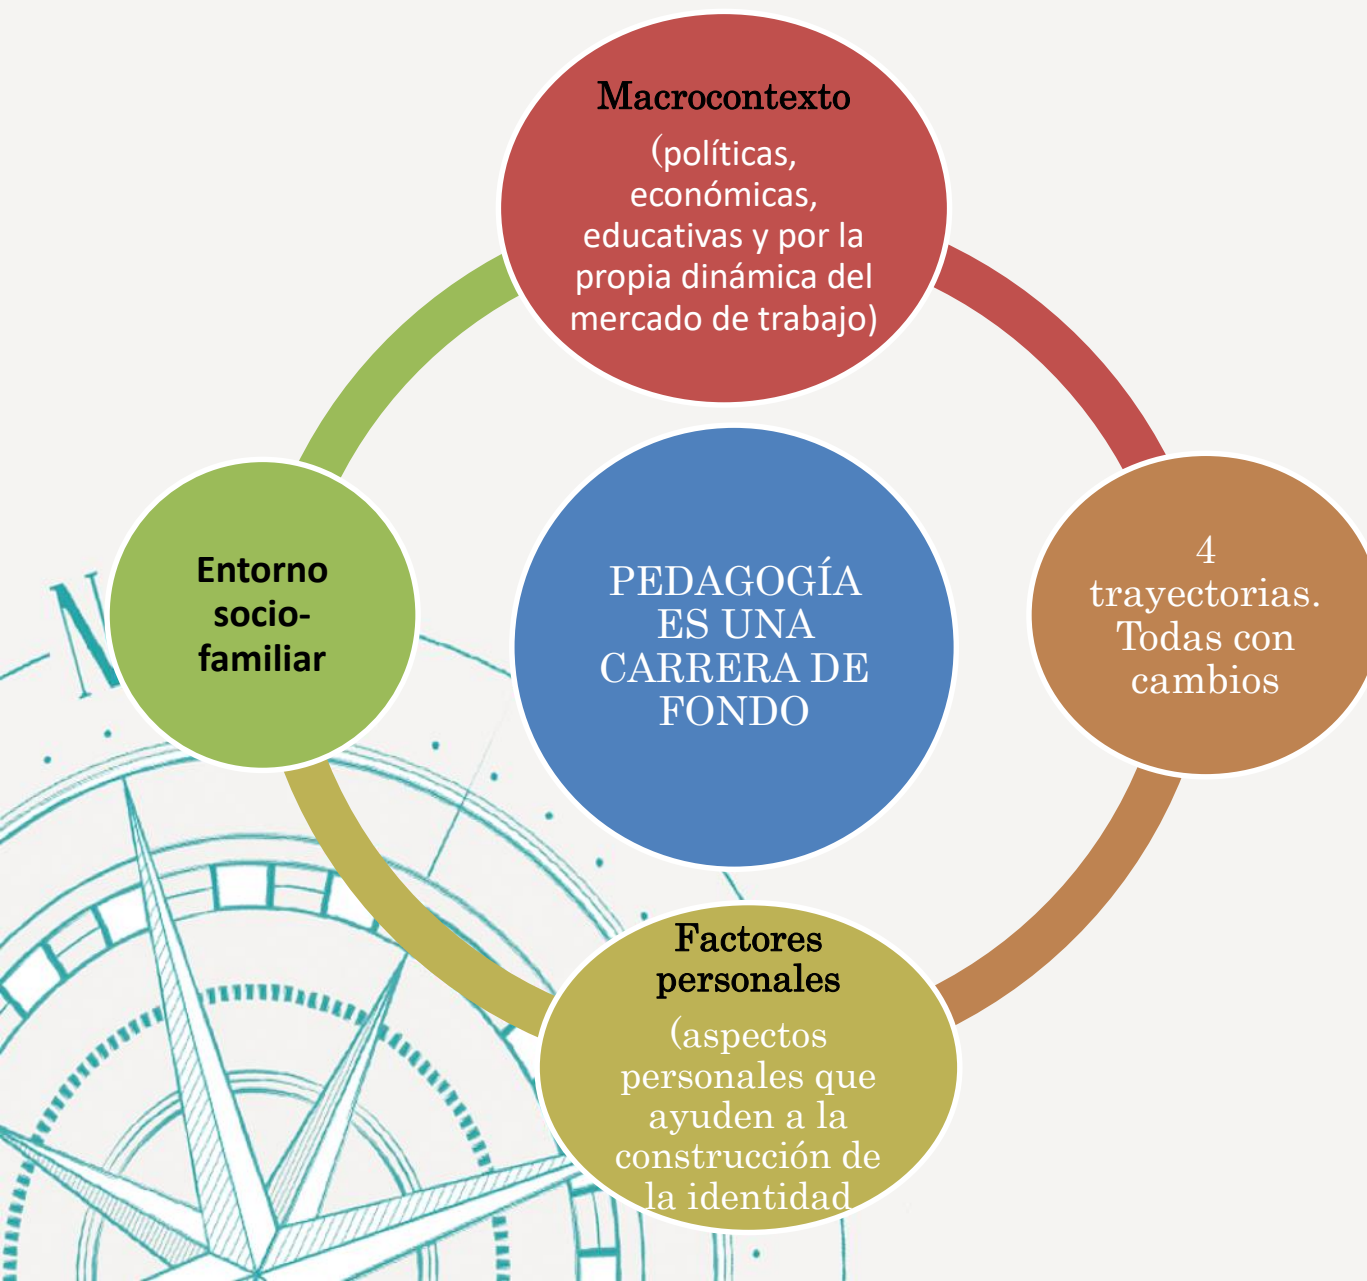 Macrocontexto
(políticas,
económicas,
educativas y por la
propia dinámica del
mercado de trabajo)
4
trayectorias.
Todas con
cambios
Factores
personales
(aspectos
personales que
ayuden a la
construcción de
la identidad
Entorno
socio-
familiar
PEDAGOGÍA
ES UNA
CARRERA DE
FONDO
N